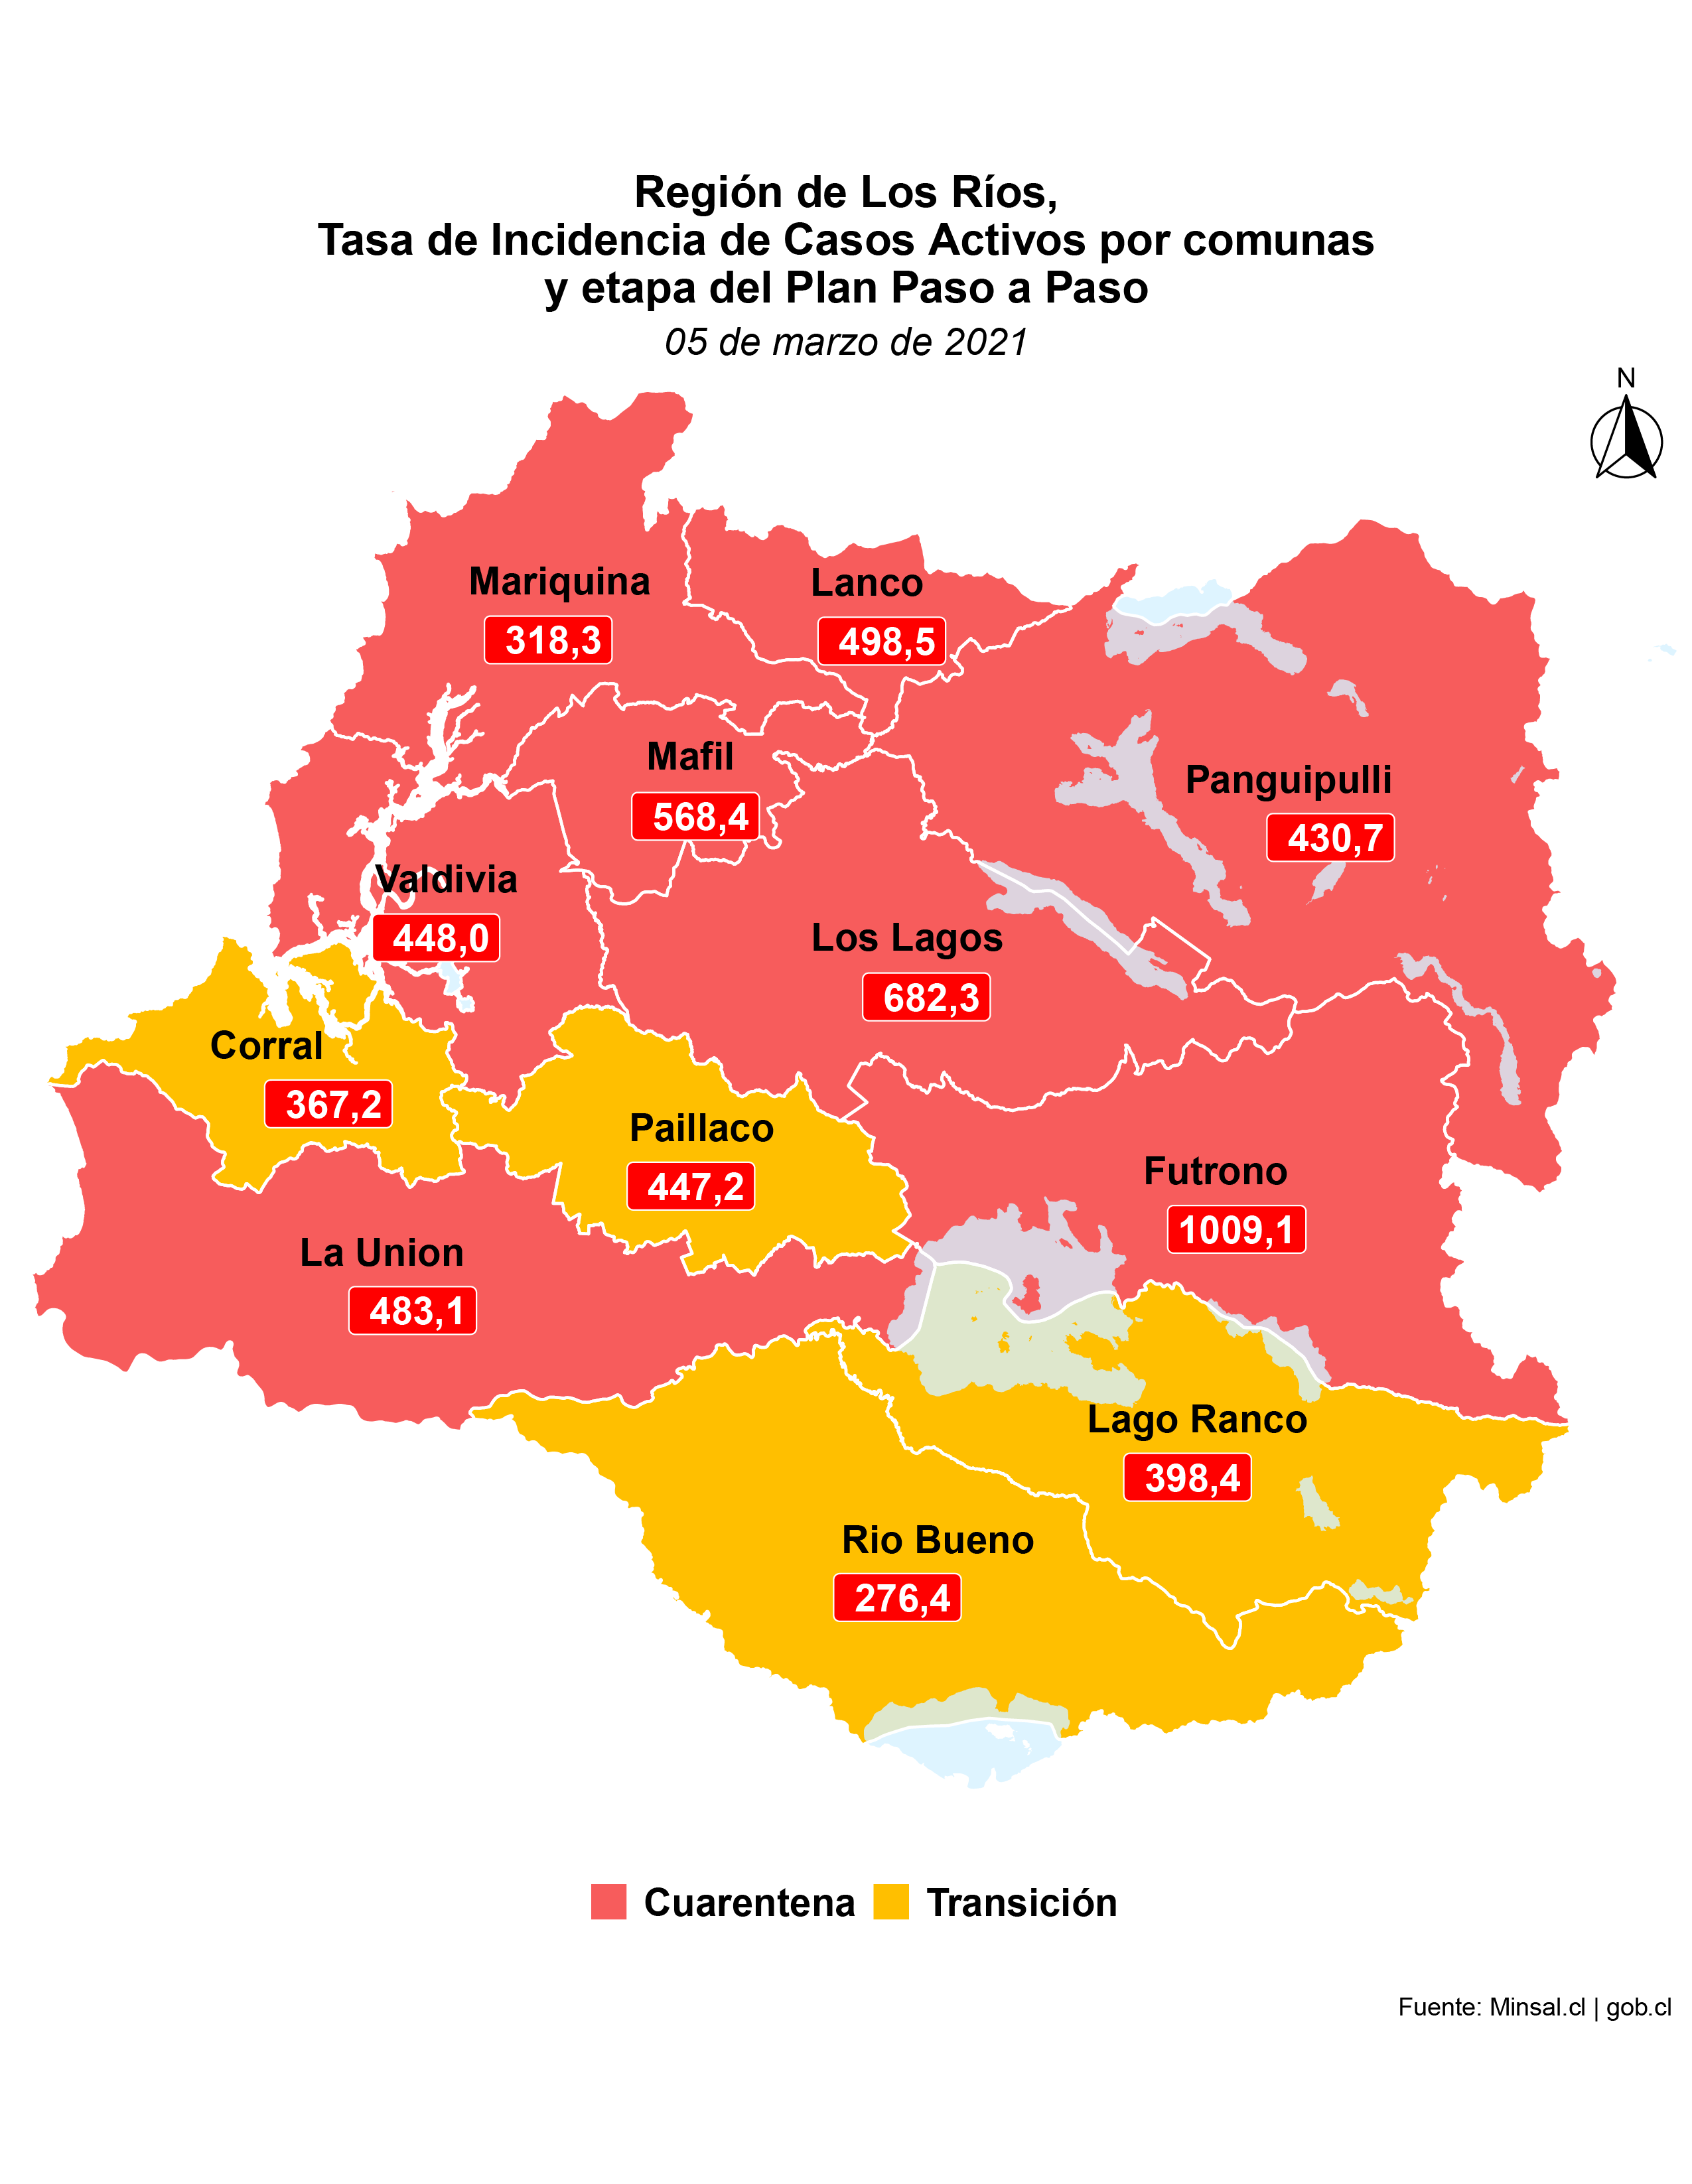 Región de Los Ríos,
Tasa de Incidencia de Casos Activos por comunas
y etapa del Plan Paso a Paso
05 de marzo de 2021
N
Mariquina
318,3
Lanco
498,5
Mafil
568,4
Panguipulli
430,7
Valdivia
448,0
Los Lagos
682,3
Corral
367,2
Paillaco
447,2
Futrono
1009,1
La Union
483,1
Lago Ranco
398,4
Rio Bueno
276,4
Cuarentena
Transición
Fuente: Minsal.cl | gob.cl